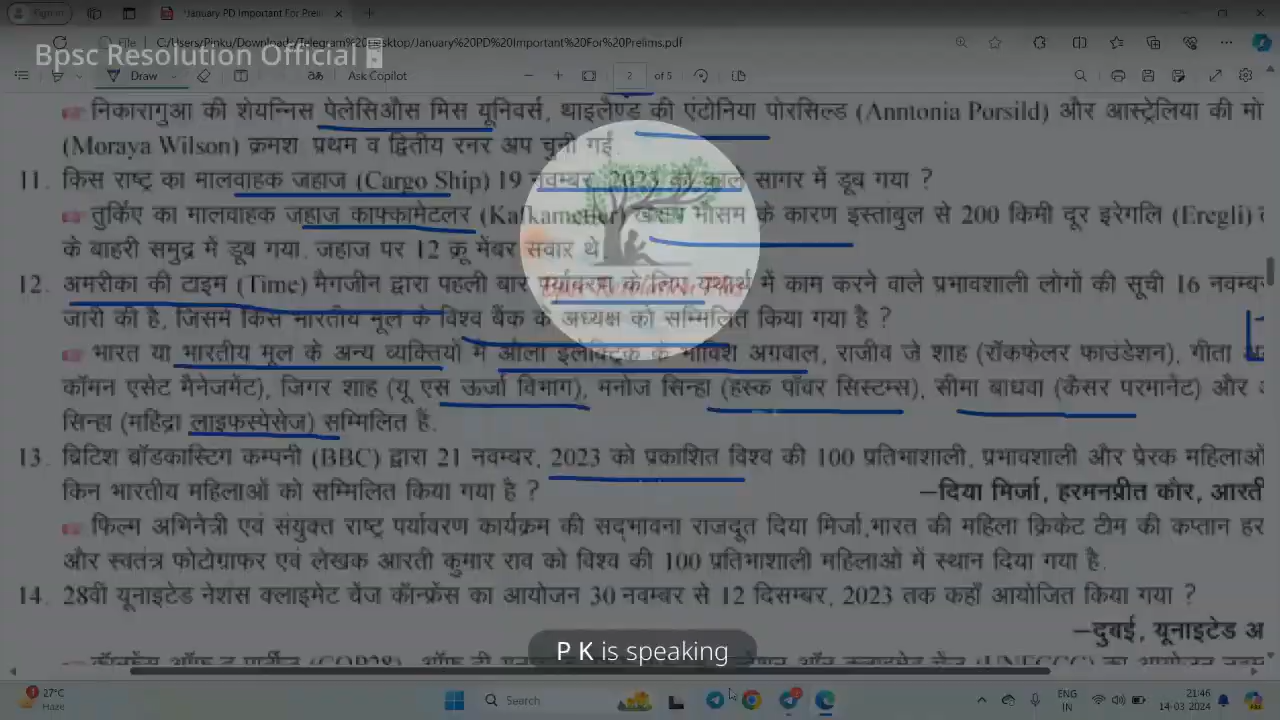 Sign in
January PD Important For Preli
File C:/Users/Pinku/Downloads/Telegram%20Desktop/January%20PD%20Important%20For%20Prelims.pdf
Bpsc Resolution Official
Draw
Ask Copilot
2 of 5
निकारागुआ की शेयन्निस पेलेसिऔस मिस यूनिवर्स, थाइलैण्ड की एंटोनिया पोरसिल्ड (Anntonia Porsild) और आस्ट्रेलिया की मो
(Moraya Wilson) क्रमश प्रथम व द्वितीय रनर अप चुनी गईं
11. किस राष्ट्र का मालवाहक जहाज (Cargo Ship) 19 नवम्बर, 2023 को काले सागर में डूब गया ?
तुर्किए का मालवाहक जहाज काफ्कामेटलर (Kafkametler) खराब मौसम के कारण इस्तांबुल से 200 किमी दूर इरेगलि (Eregli)
के बाहरी समुद्र में डूब गया. जहाज पर 12 क्रू मेंबर सवार थे
12. अमरीका की टाइम (Time) मैगजीन द्वारा पहली बार पर्यावरण के लिए यथार्थ में काम करने वाले प्रभावशाली लोगों की सूची 16 नवम्ब
जारी की है, जिसमें किस भारतीय मूल के विश्व बैंक के अध्यक्ष को सम्मिलित किया गया है ?
भारत या भारतीय मूल के अन्य व्यक्तियों में ओला इलेक्ट्रिक के भाविश अग्रवाल, राजीव जे शाह (रॉकफेलर फाउंडेशन), गीता
कॉमन एसेट मैनेजमेंट), जिगर शाह (यू एस ऊर्जा विभाग), मनोज सिन्हा (हस्क पॉवर सिस्टम्स), सीमा बाधवा (कैसर परमानेंट) और
सिन्हा (महिंद्रा लाइफस्पेसेज) सम्मिलित है.
13. ब्रिटिश ब्रॉडकास्टिंग कम्पनी (BBC) द्वारा 21 नवम्बर, 2023 को प्रकाशित विश्व की 100 प्रतिभाशाली, प्रभावशाली और प्रेरक महिलाओं
किन भारतीय महिलाओं को सम्मिलित किया गया है ?
–दिया मिर्जा, हरमनप्रीत कौर, आरती
फिल्म अभिनेत्री एवं संयुक्त राष्ट्र पर्यावरण कार्यक्रम की सद्भावना राजदूत दिया मिर्जा,भारत की महिला क्रिकेट टीम की कप्तान हर
और स्वतंत्र फोटोग्राफर एवं लेखक आरती कुमार राव को विश्व की 100 प्रतिभाशाली महिलाओं में स्थान दिया गया है.
14. 28वीं यूनाइटेड नेशंस क्लाइमेट चेंज कॉन्फ्रेंस का आयोजन 30 नवम्बर से 12 दिसम्बर, 2023 तक कहाँ आयोजित किया गया ?
–दुबई, यूनाइटेड अ
P K is speaking
27°C
Haze
Search
ENG
IN
21:46
14-03-2024